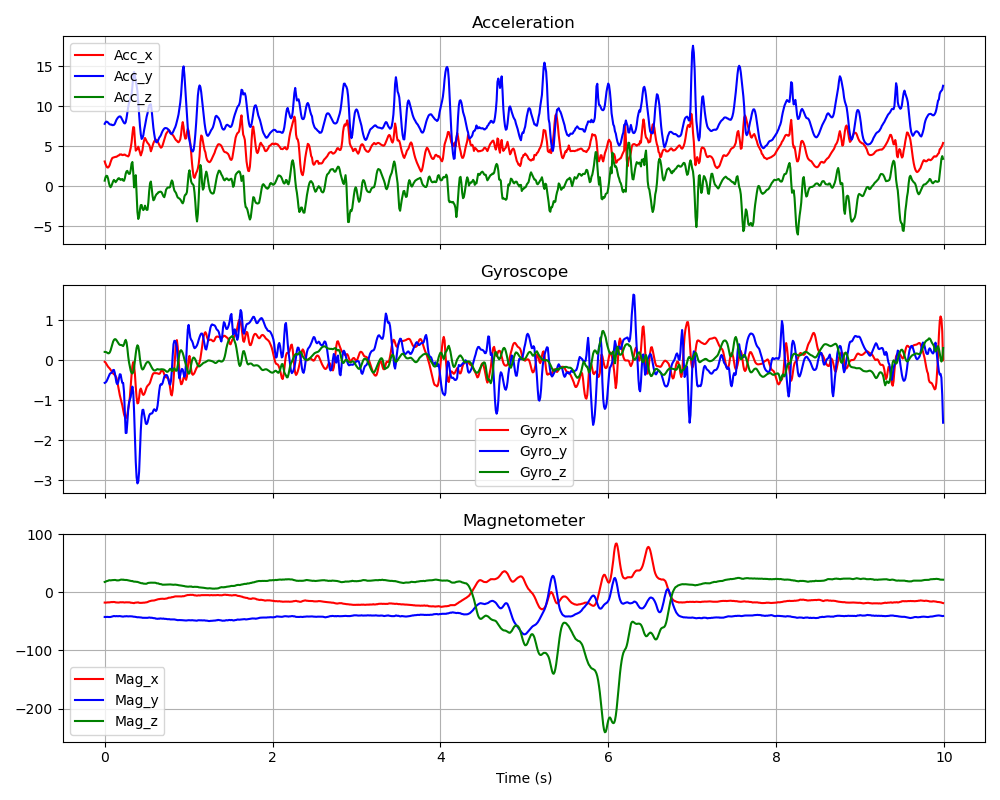 Acceleration
Acc_x
Acc_y
Acc_z
15
10
5
0
−5
Gyroscope
1
0
−1
−2
−3
Gyro_x
Gyro_y
Gyro_z
Magnetometer
100
0
−100
−200
Mag_x
Mag_y
Mag_z
0 2 4 6 8 10
Time (s)